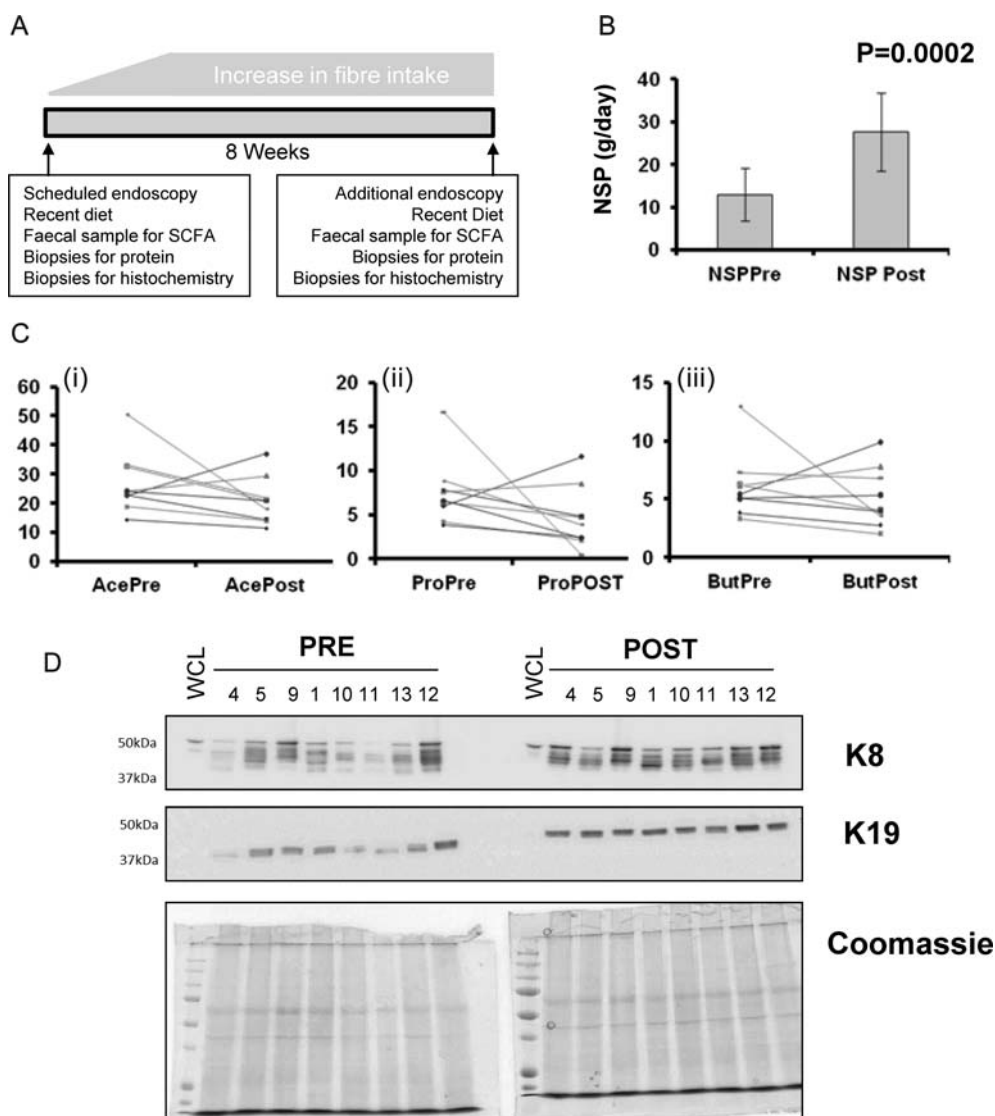 A
Increase in fibre intake
8 Weeks
Scheduled endoscopy
Recent diet
Faecal sample for SCFA
Biopsies for protein
Biopsies for histochemistry
Additional endoscopy
Recent Diet
Faecal sample for SCFA
Biopsies for protein
Biopsies for histochemistry
B
P=0.0002
NSP (g/day)
40
30
20
10
0
NSPPre NSP Post
C
(i)
60
50
40
30
20
10
0
AcePre AcePost
(ii)
20
15
10
5
0
ProPre ProPOST
(iii)
15
10
5
0
ButPre ButPost
D
PRE POST
WCL 4 5 9 1 10 11 13 12 WCL 4 5 9 1 10 11 13 12
50kDa
37kDa
K8
50kDa
37kDa
K19
Coomassie